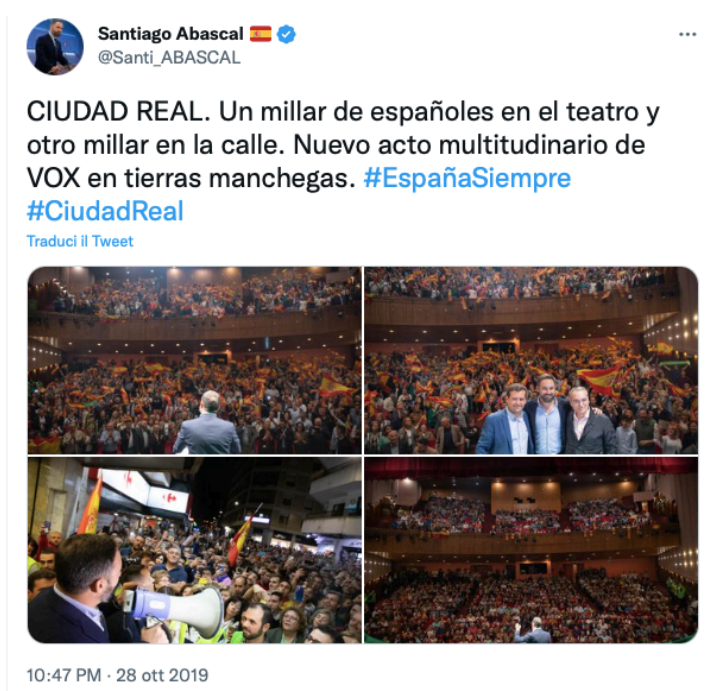 Santiago Abascal
@Santi_ABASCAL
CIUDAD REAL. Un millar de españoles en el teatro y
otro millar en la calle. Nuevo acto multitudinario de
VOX en tierras manchegas. #EspañaSiempre
#CiudadReal
Traduci il Tweet
10:47 PM · 28 ott 2019